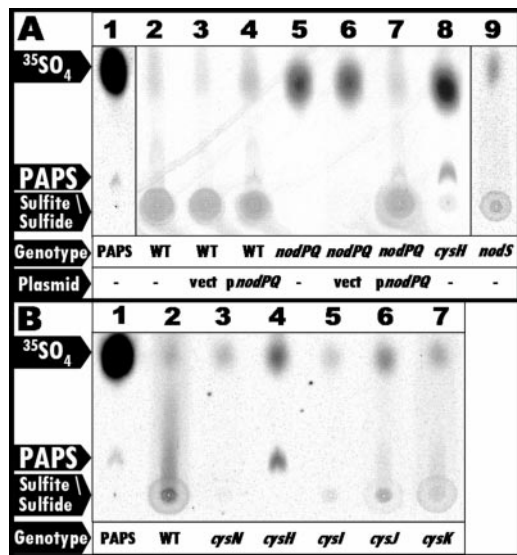 A 1 2 3 4 5 6 7 8 9
35SO4
PAPS
Sulfite \
Sulfide
Genotype PAPS WT WT WT nodPQ nodPQ nodPQ cysH nodS
Plasmid - - vect pnodPQ - vect pnodPQ - -
B 1 2 3 4 5 6 7
35SO4
PAPS
Sulfite \
Sulfide
Genotype PAPS WT cysN cysH cysI cysJ cysK